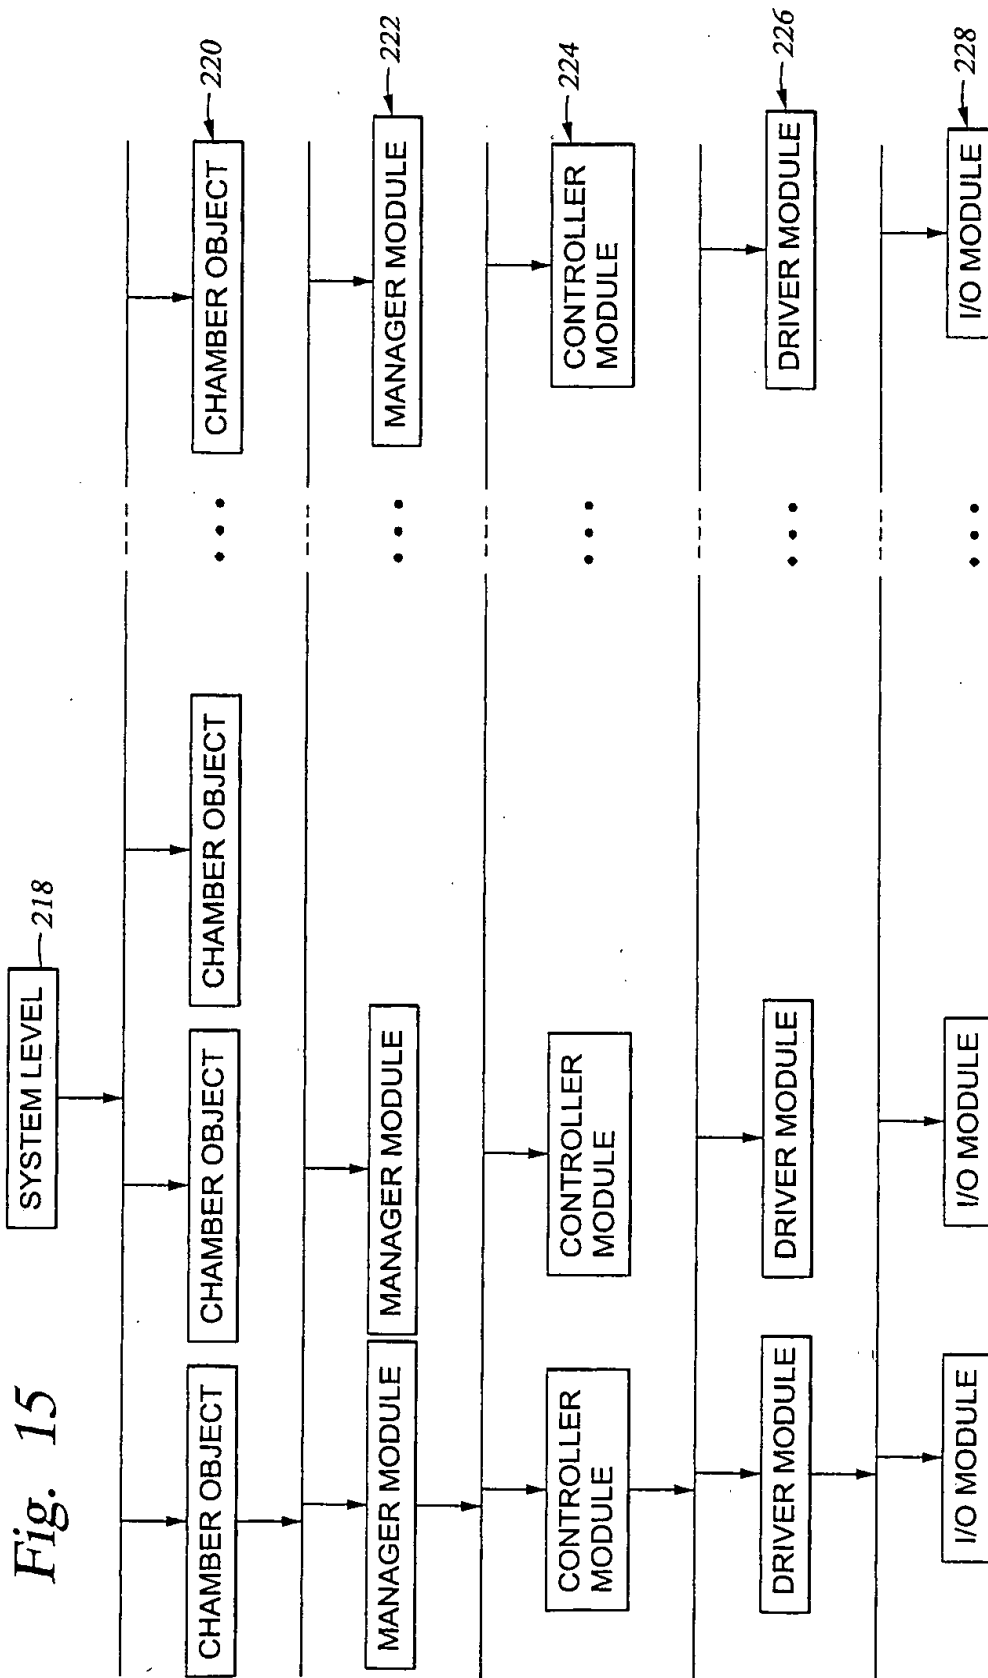 Fig. 15
SYSTEM LEVEL
218
CHAMBER OBJECT
CHAMBER OBJECT
CHAMBER OBJECT
CHAMBER OBJECT
220
MANAGER MODULE
MANAGER MODULE
MANAGER MODULE
222
CONTROLLER
MODULE
CONTROLLER
MODULE
CONTROLLER
MODULE
224
DRIVER MODULE
DRIVER MODULE
DRIVER MODULE
226
I/O MODULE
I/O MODULE
I/O MODULE
228